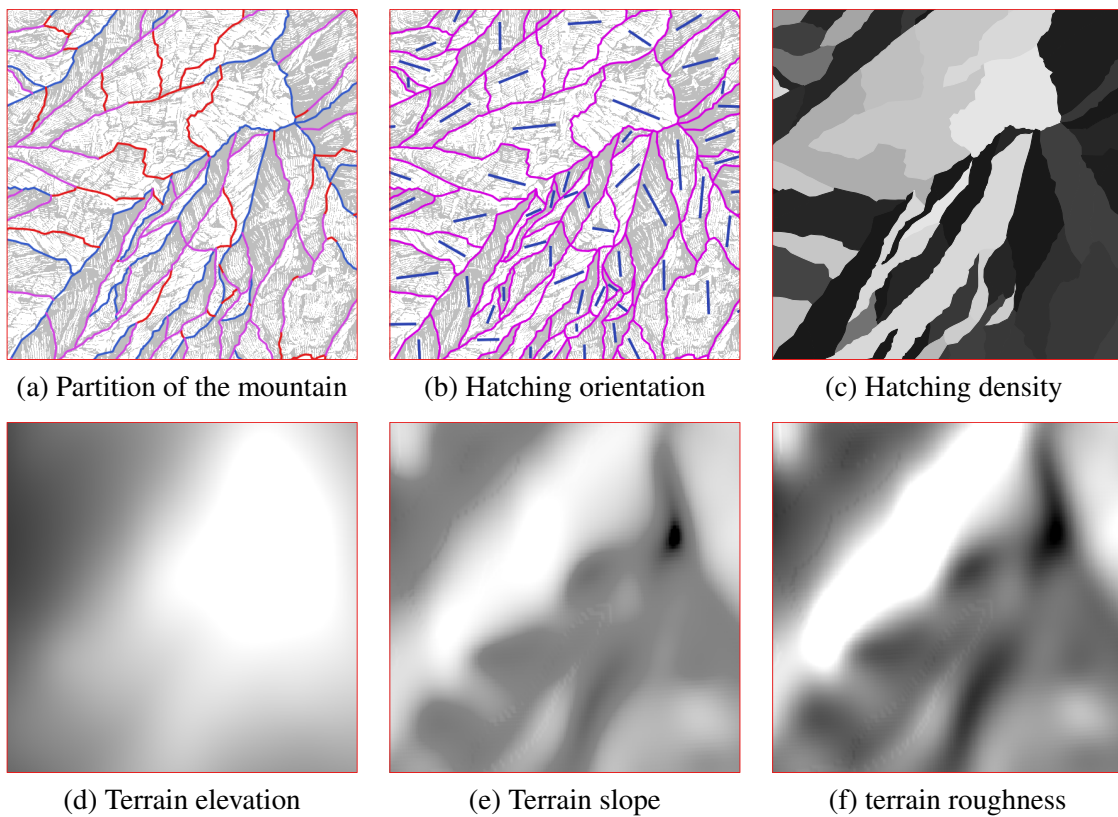 (a) Partition of the mountain
(b) Hatching orientation
(c) Hatching density
(d) Terrain elevation
(e) Terrain slope
(f) terrain roughness